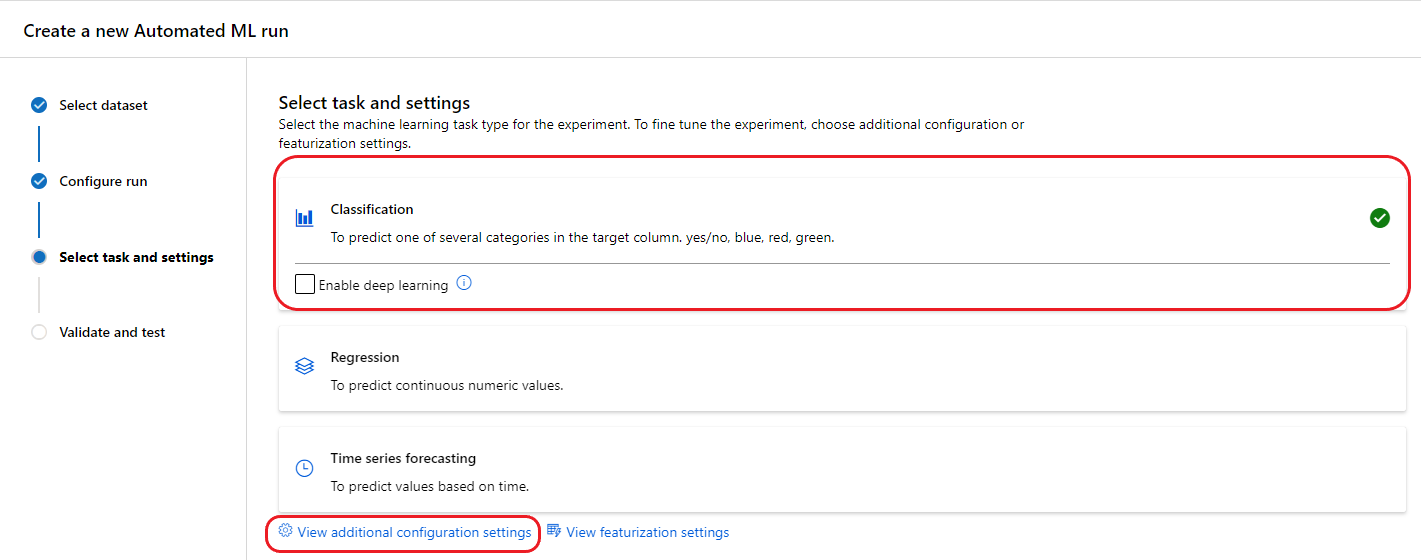 Create a new Automated ML run
Select dataset
Configure run
Select task and settings
Validate and test
Select task and settings
Select the machine learning task type for the experiment. To fine tune the experiment, choose additional configuration or
featurization settings.
Classification
To predict one of several categories in the target column. yes/no, blue, red, green.
Enable deep learning
Regression
To predict continuous numeric values.
Time series forecasting
To predict values based on time.
View additional configuration settings View featurization settings